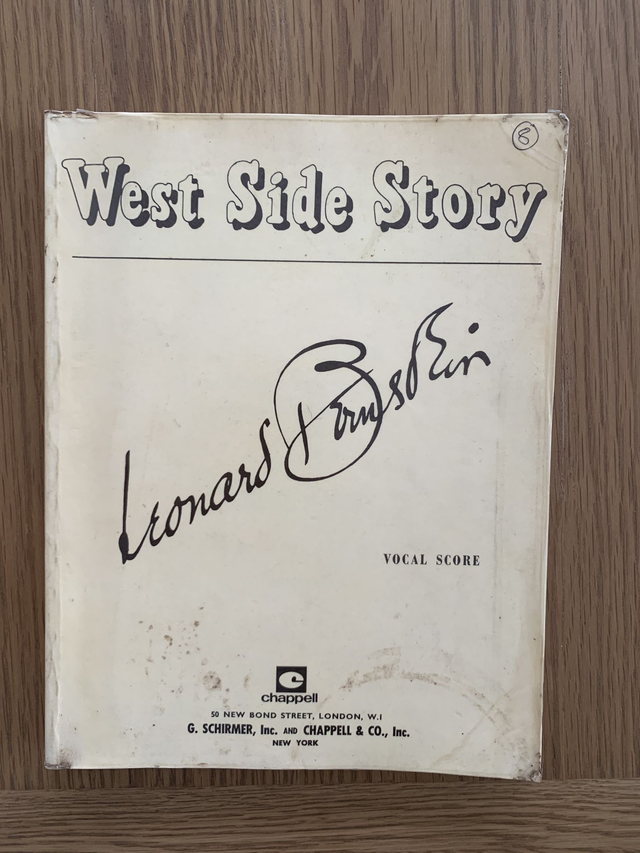 8
West Side Story
Leonard Bernstein
VOCAL SCORE
chappell
50 NEW BOND STREET, LONDON, W.I
G. SCHIRMER, Inc. AND CHAPPELL & CO., Inc.
NEW YORK